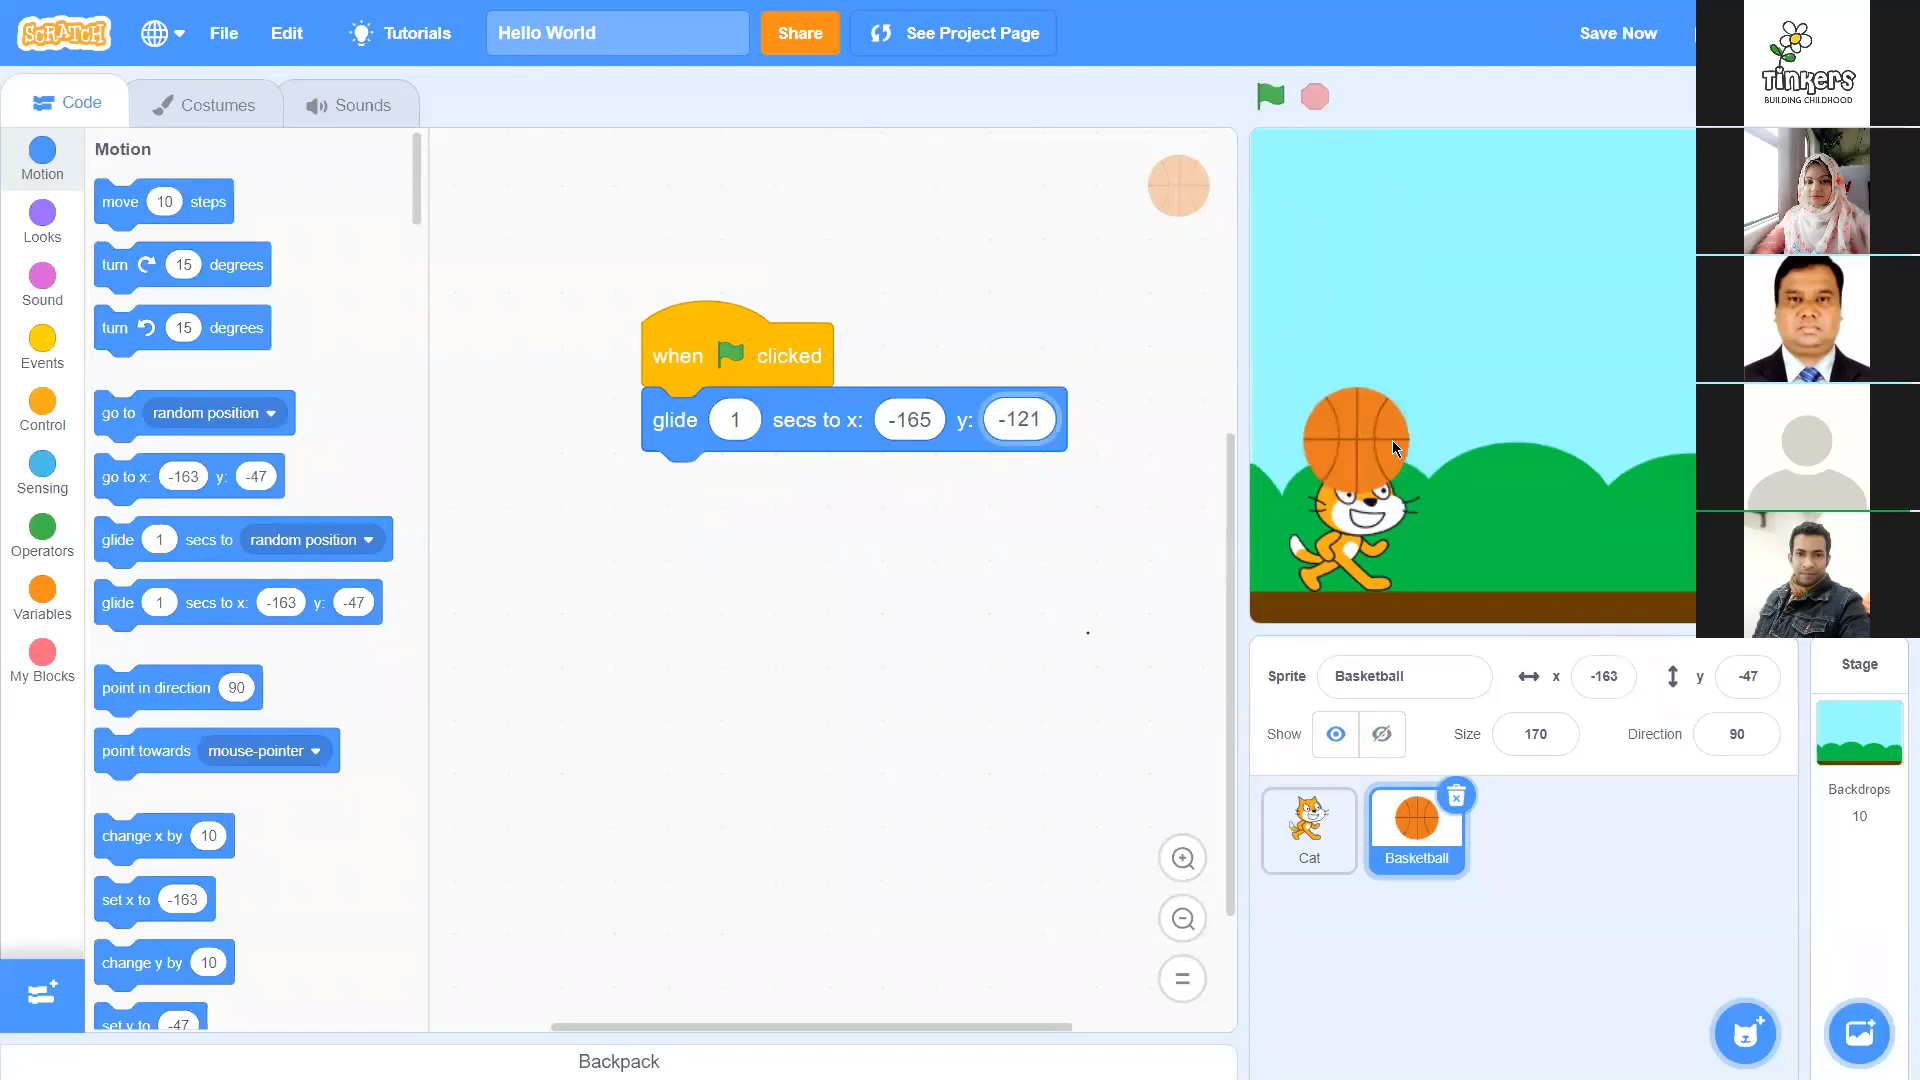 SCRATCH
File
Edit
Tutorials
Hello World
Share
See Project Page
Save Now
Tinkers
BUILDING CHILDHOOD
Code
Costumes
Sounds
Motion
Looks
Sound
Events
Control
Sensing
Operators
Variables
My Blocks
Motion
move 10 steps
turn 15 degrees
turn 15 degrees
go to random position
go to x: -163 y: -47
glide 1 secs to random position
glide 1 secs to x: -163 y: -47
point in direction 90
point towards mouse-pointer
change x by 10
set x to -163
change y by 10
set y to -47
when clicked
glide 1 secs to x: -165 y: -121
Sprite Basketball x -163 y -47
Show Size 170 Direction 90
Cat
Basketball
Stage
Backdrops
10
Backpack